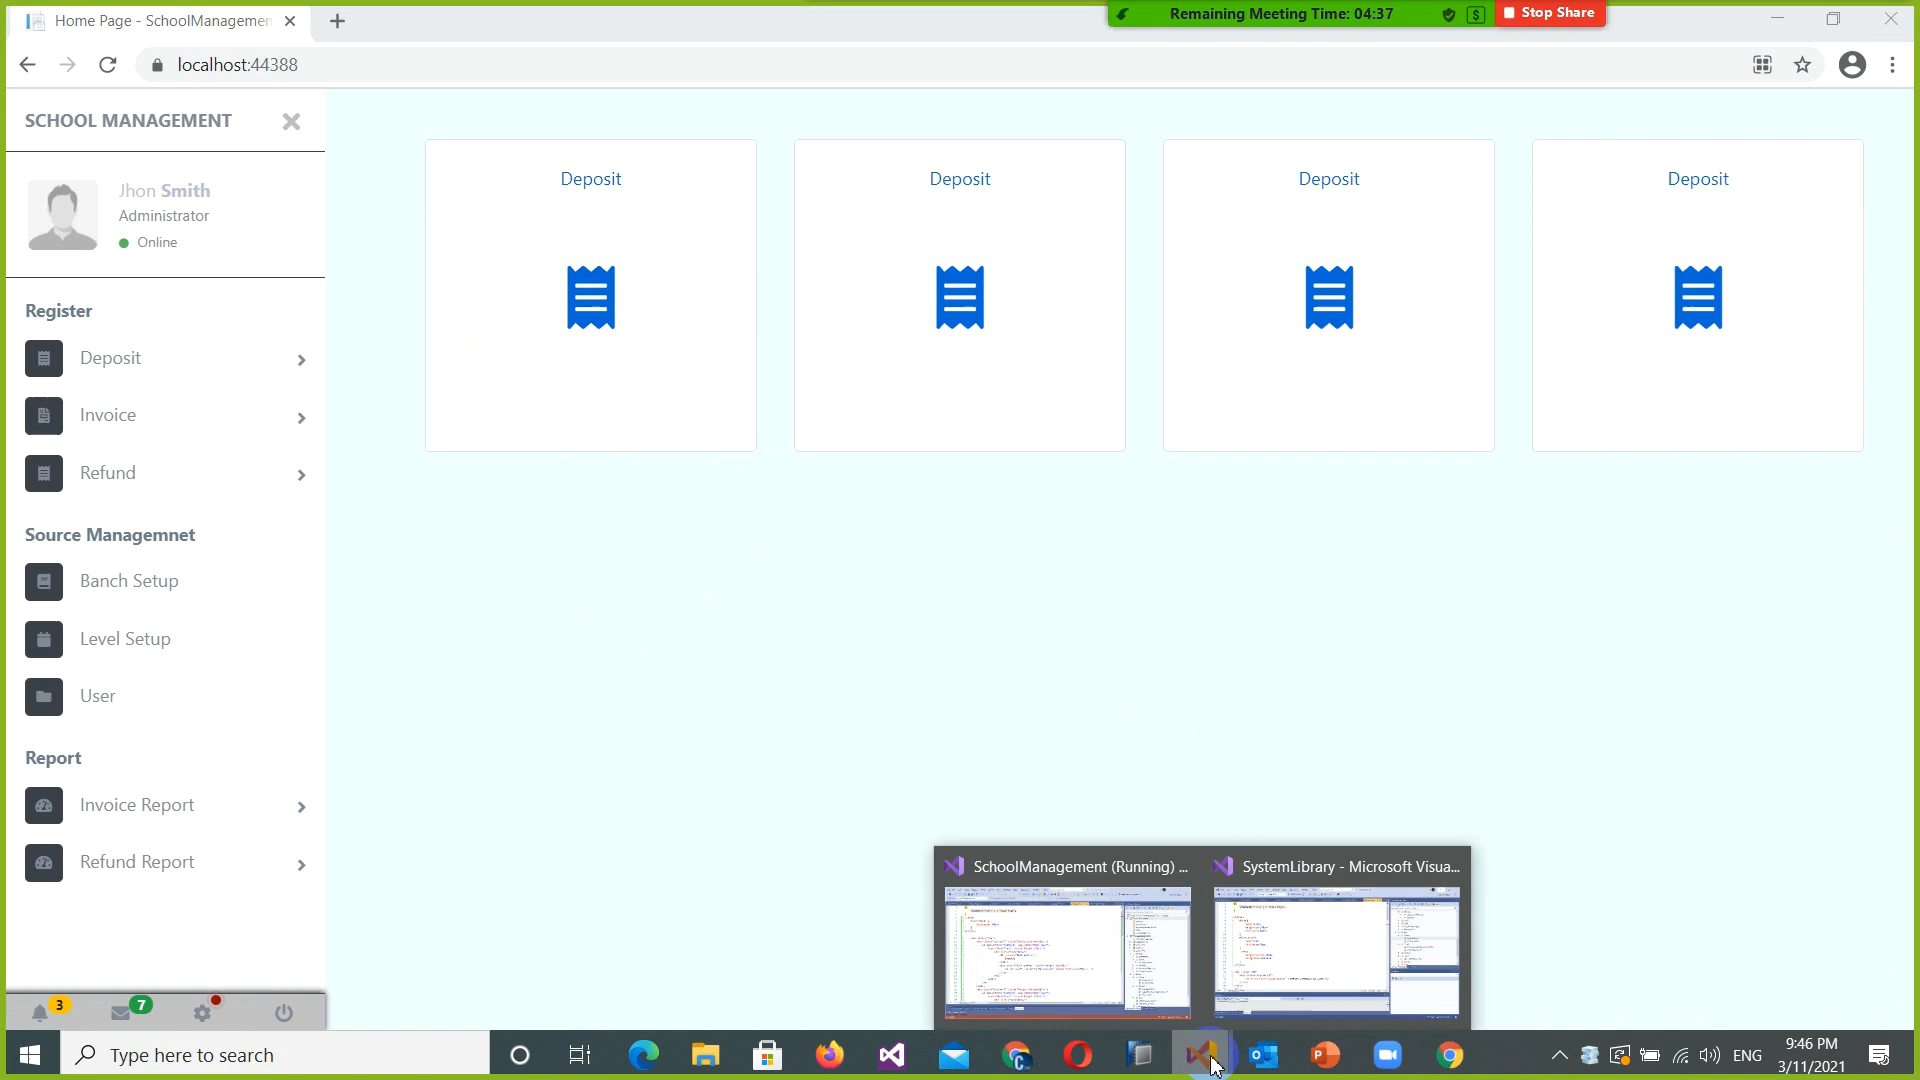 Home Page - SchoolManagemen
Remaining Meeting Time: 04:37
$
Stop Share
localhost:44388
SCHOOL MANAGEMENT
Jhon Smith
Administrator
Online
Register
Deposit
Invoice
Refund
Source Managemnet
Banch Setup
Level Setup
User
Report
Invoice Report
Refund Report
3
7
Deposit
Deposit
Deposit
Deposit
SchoolManagement (Running) ...
SystemLibrary - Microsoft Visua...
Type here to search
ENG
9:46 PM
3/11/2021